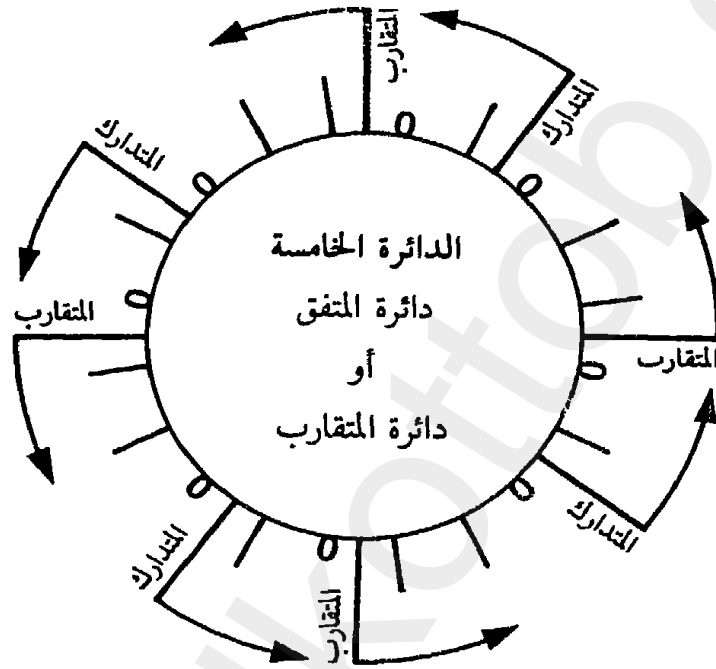 المتقارب
المتدارك
المتدارك
الدائرة الخامسة
دائرة المتفق
أو
دائرة المتقارب
المتقارب
المتقارب
المتدارك
المتدارك
المتقارب